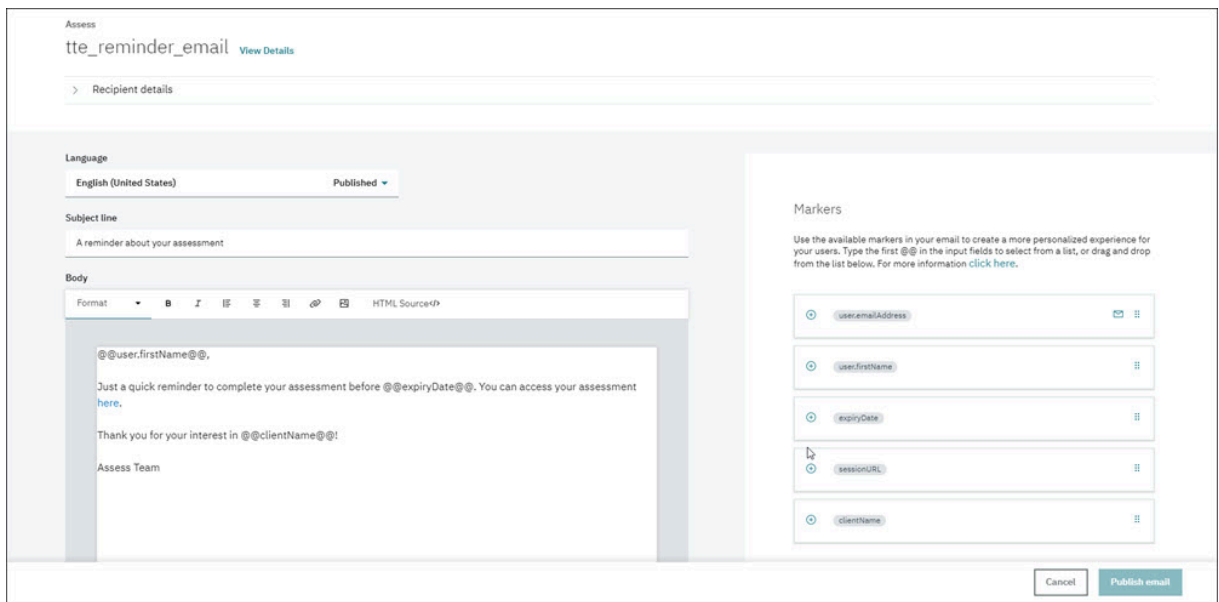 Assess
tte_reminder_email View Details
Recipient details
Language
English (United States) Published
Subject line
A reminder about your assessment
Body
Format B I HTML Source</>
@@user.firstName@@,
Just a quick reminder to complete your assessment before @@expiryDate@@. You can access your assessment
here.
Thank you for your interest in @@clientName@@!
Assess Team
Markers
Use the available markers in your email to create a more personalized experience for
your users. Type the first @@ in the input fields to select from a list, or drag and drop
from the list below. For more information click here.
user.emailAddress
user.firstName
expiryDate
sessionURL
clientName
Cancel Publish email